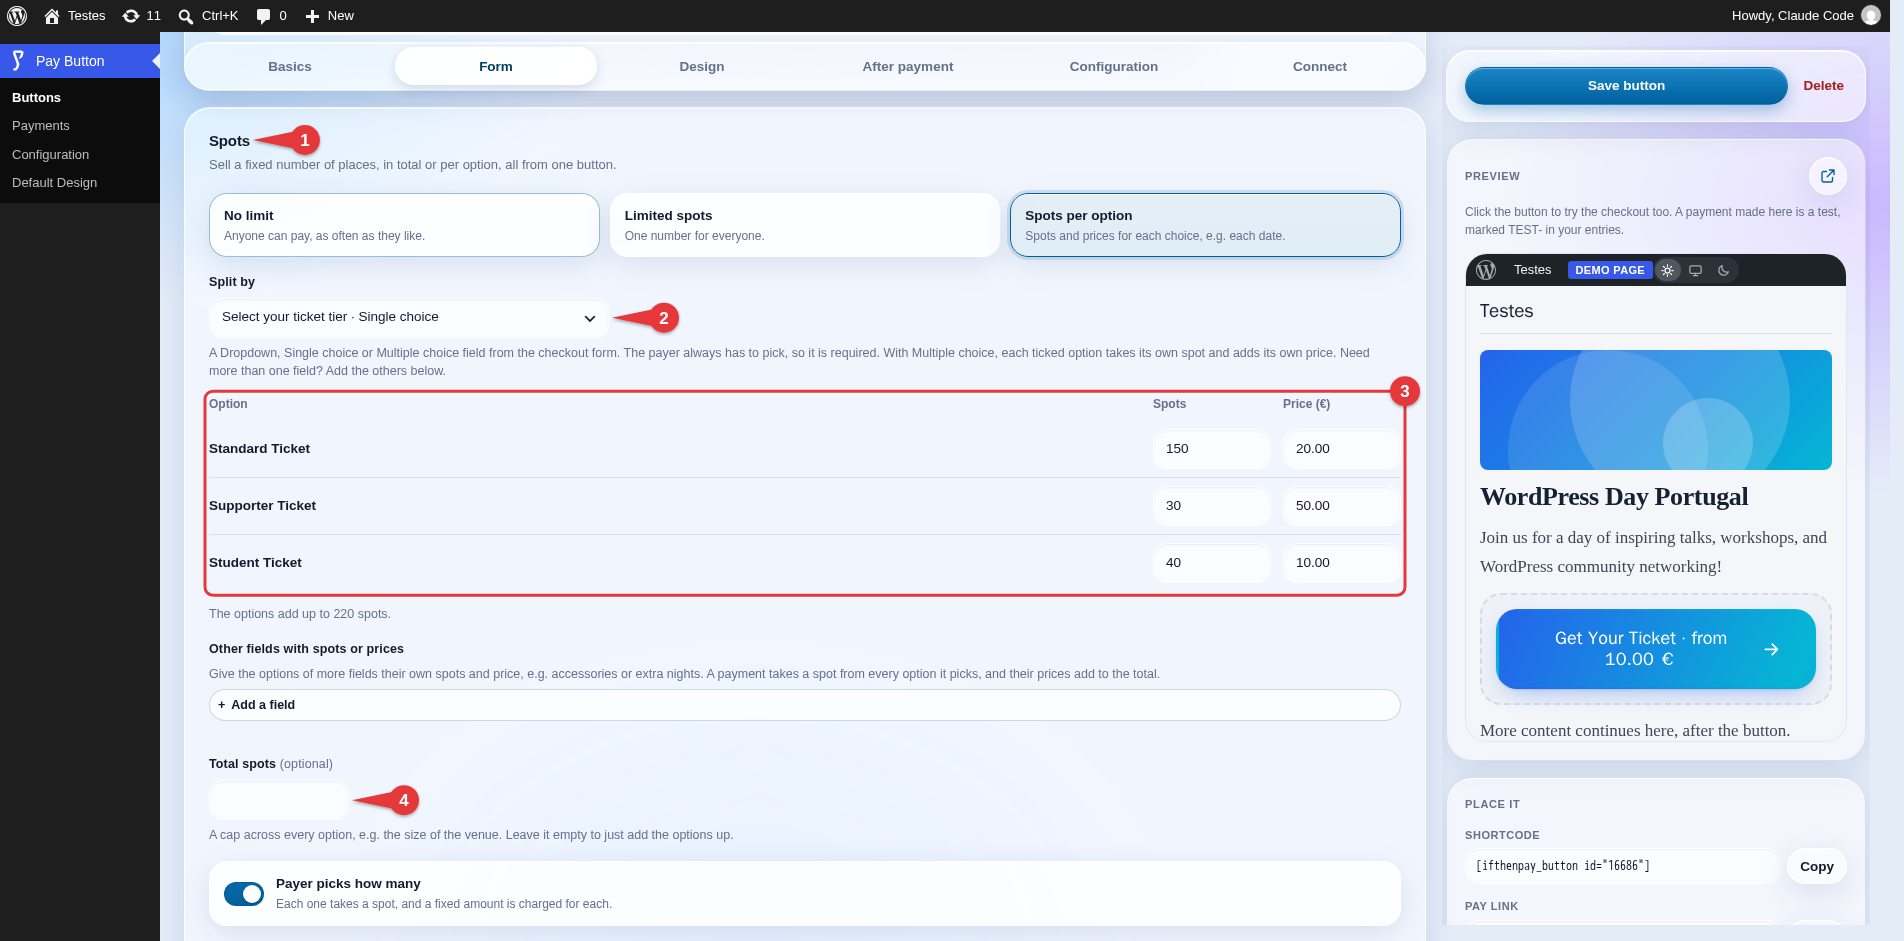 Testes 11 Ctrl+K 0 New Howdy, Claude Code
Pay Button
Buttons
Payments
Configuration
Default Design
Basics Form Design After payment Configuration Connect
Spots 1
Sell a fixed number of places, in total or per option, all from one button.
No limit
Anyone can pay, as often as they like.
Limited spots
One number for everyone.
Spots per option
Spots and prices for each choice, e.g. each date.
Split by
Select your ticket tier · Single choice 2
A Dropdown, Single choice or Multiple choice field from the checkout form. The payer always has to pick, so it is required. With Multiple choice, each ticked option takes its own spot and adds its own price. Need
more than one field? Add the others below.
3
Option Spots Price (€)
Standard Ticket 150 20.00
Supporter Ticket 30 50.00
Student Ticket 40 10.00
The options add up to 220 spots.
Other fields with spots or prices
Give the options of more fields their own spots and price, e.g. accessories or extra nights. A payment takes a spot from every option it picks, and their prices add to the total.
+ Add a field
Total spots (optional)
4
A cap across every option, e.g. the size of the venue. Leave it empty to just add the options up.
Payer picks how many
Each one takes a spot, and a fixed amount is charged for each.
Save button Delete
PREVIEW
Click the button to try the checkout too. A payment made here is a test,
marked TEST- in your entries.
Testes DEMO PAGE
Testes
WordPress Day Portugal
Join us for a day of inspiring talks, workshops, and
WordPress community networking!
Get Your Ticket · from
10.00 €
More content continues here, after the button.
PLACE IT
SHORTCODE
[ifthenpay_button id="16686"] Copy
PAY LINK